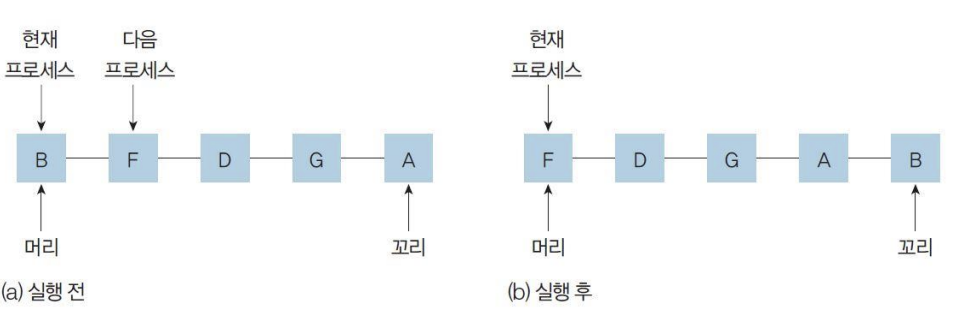 현재
프로세스
다음
프로세스
B F D G A
머리
꼬리
(a) 실행 전
현재
프로세스
F D G A B
머리
꼬리
(b) 실행 후